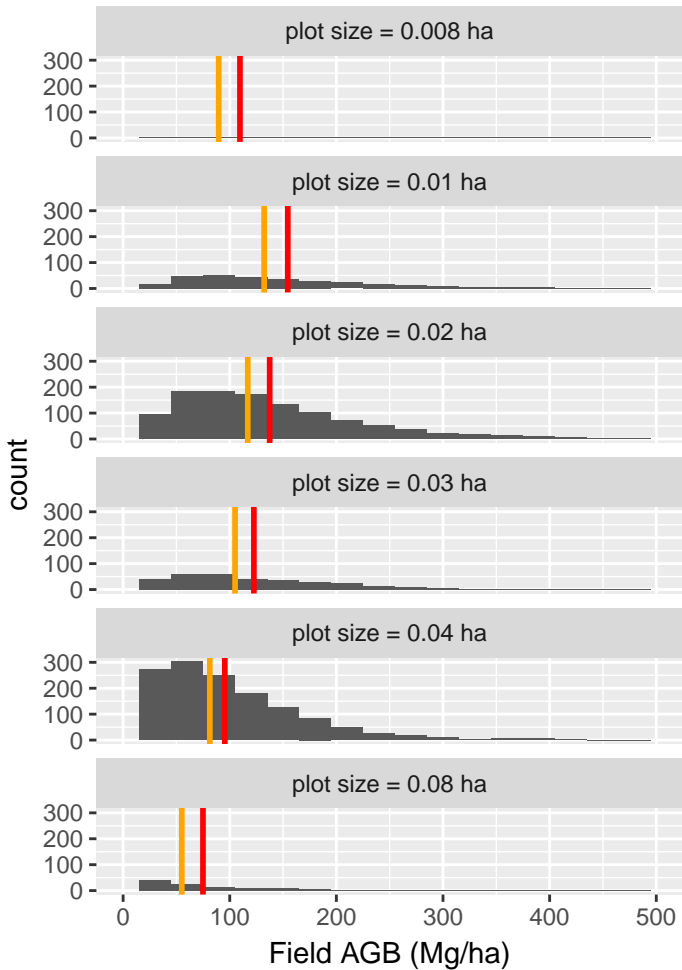 plot size = 0.008 ha
300
200
100
0
plot size = 0.01 ha
300
200
100
0
plot size = 0.02 ha
300
200
100
0
count
plot size = 0.03 ha
300
200
100
0
plot size = 0.04 ha
300
200
100
0
plot size = 0.08 ha
300
200
100
0
0 100 200 300 400 500
Field AGB (Mg/ha)